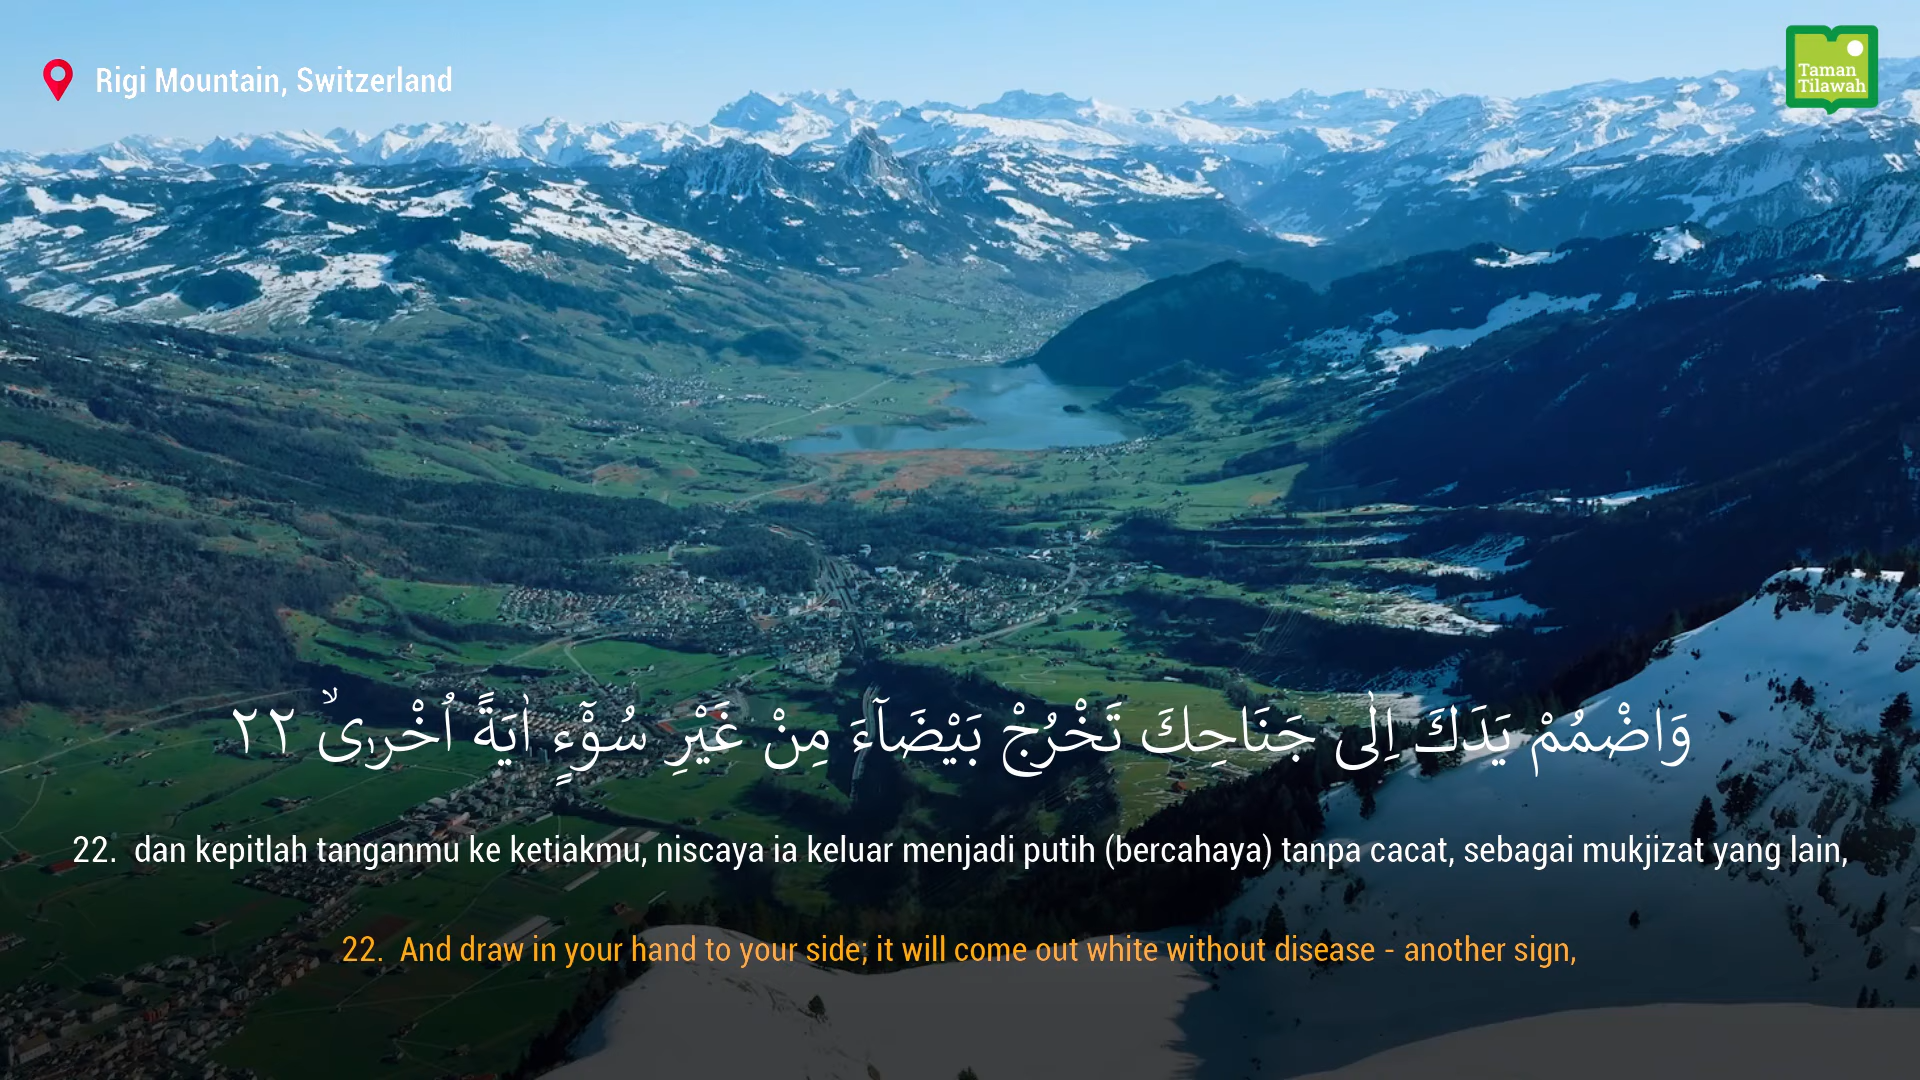 Rigi Mountain, Switzerland
Taman
Tilawah
وَاضْمُمْ يَدَكَ اِلٰى جَنَاحِكَ تَخْرُجْ بَيْضَاۤءَ مِنْ غَيْرِ سُوْۤءٍ اٰيَةً اُخْرٰىۙ ٢٢
22. dan kepitlah tanganmu ke ketiakmu, niscaya ia keluar menjadi putih (bercahaya) tanpa cacat, sebagai mukjizat yang lain,
22. And draw in your hand to your side; it will come out white without disease - another sign,